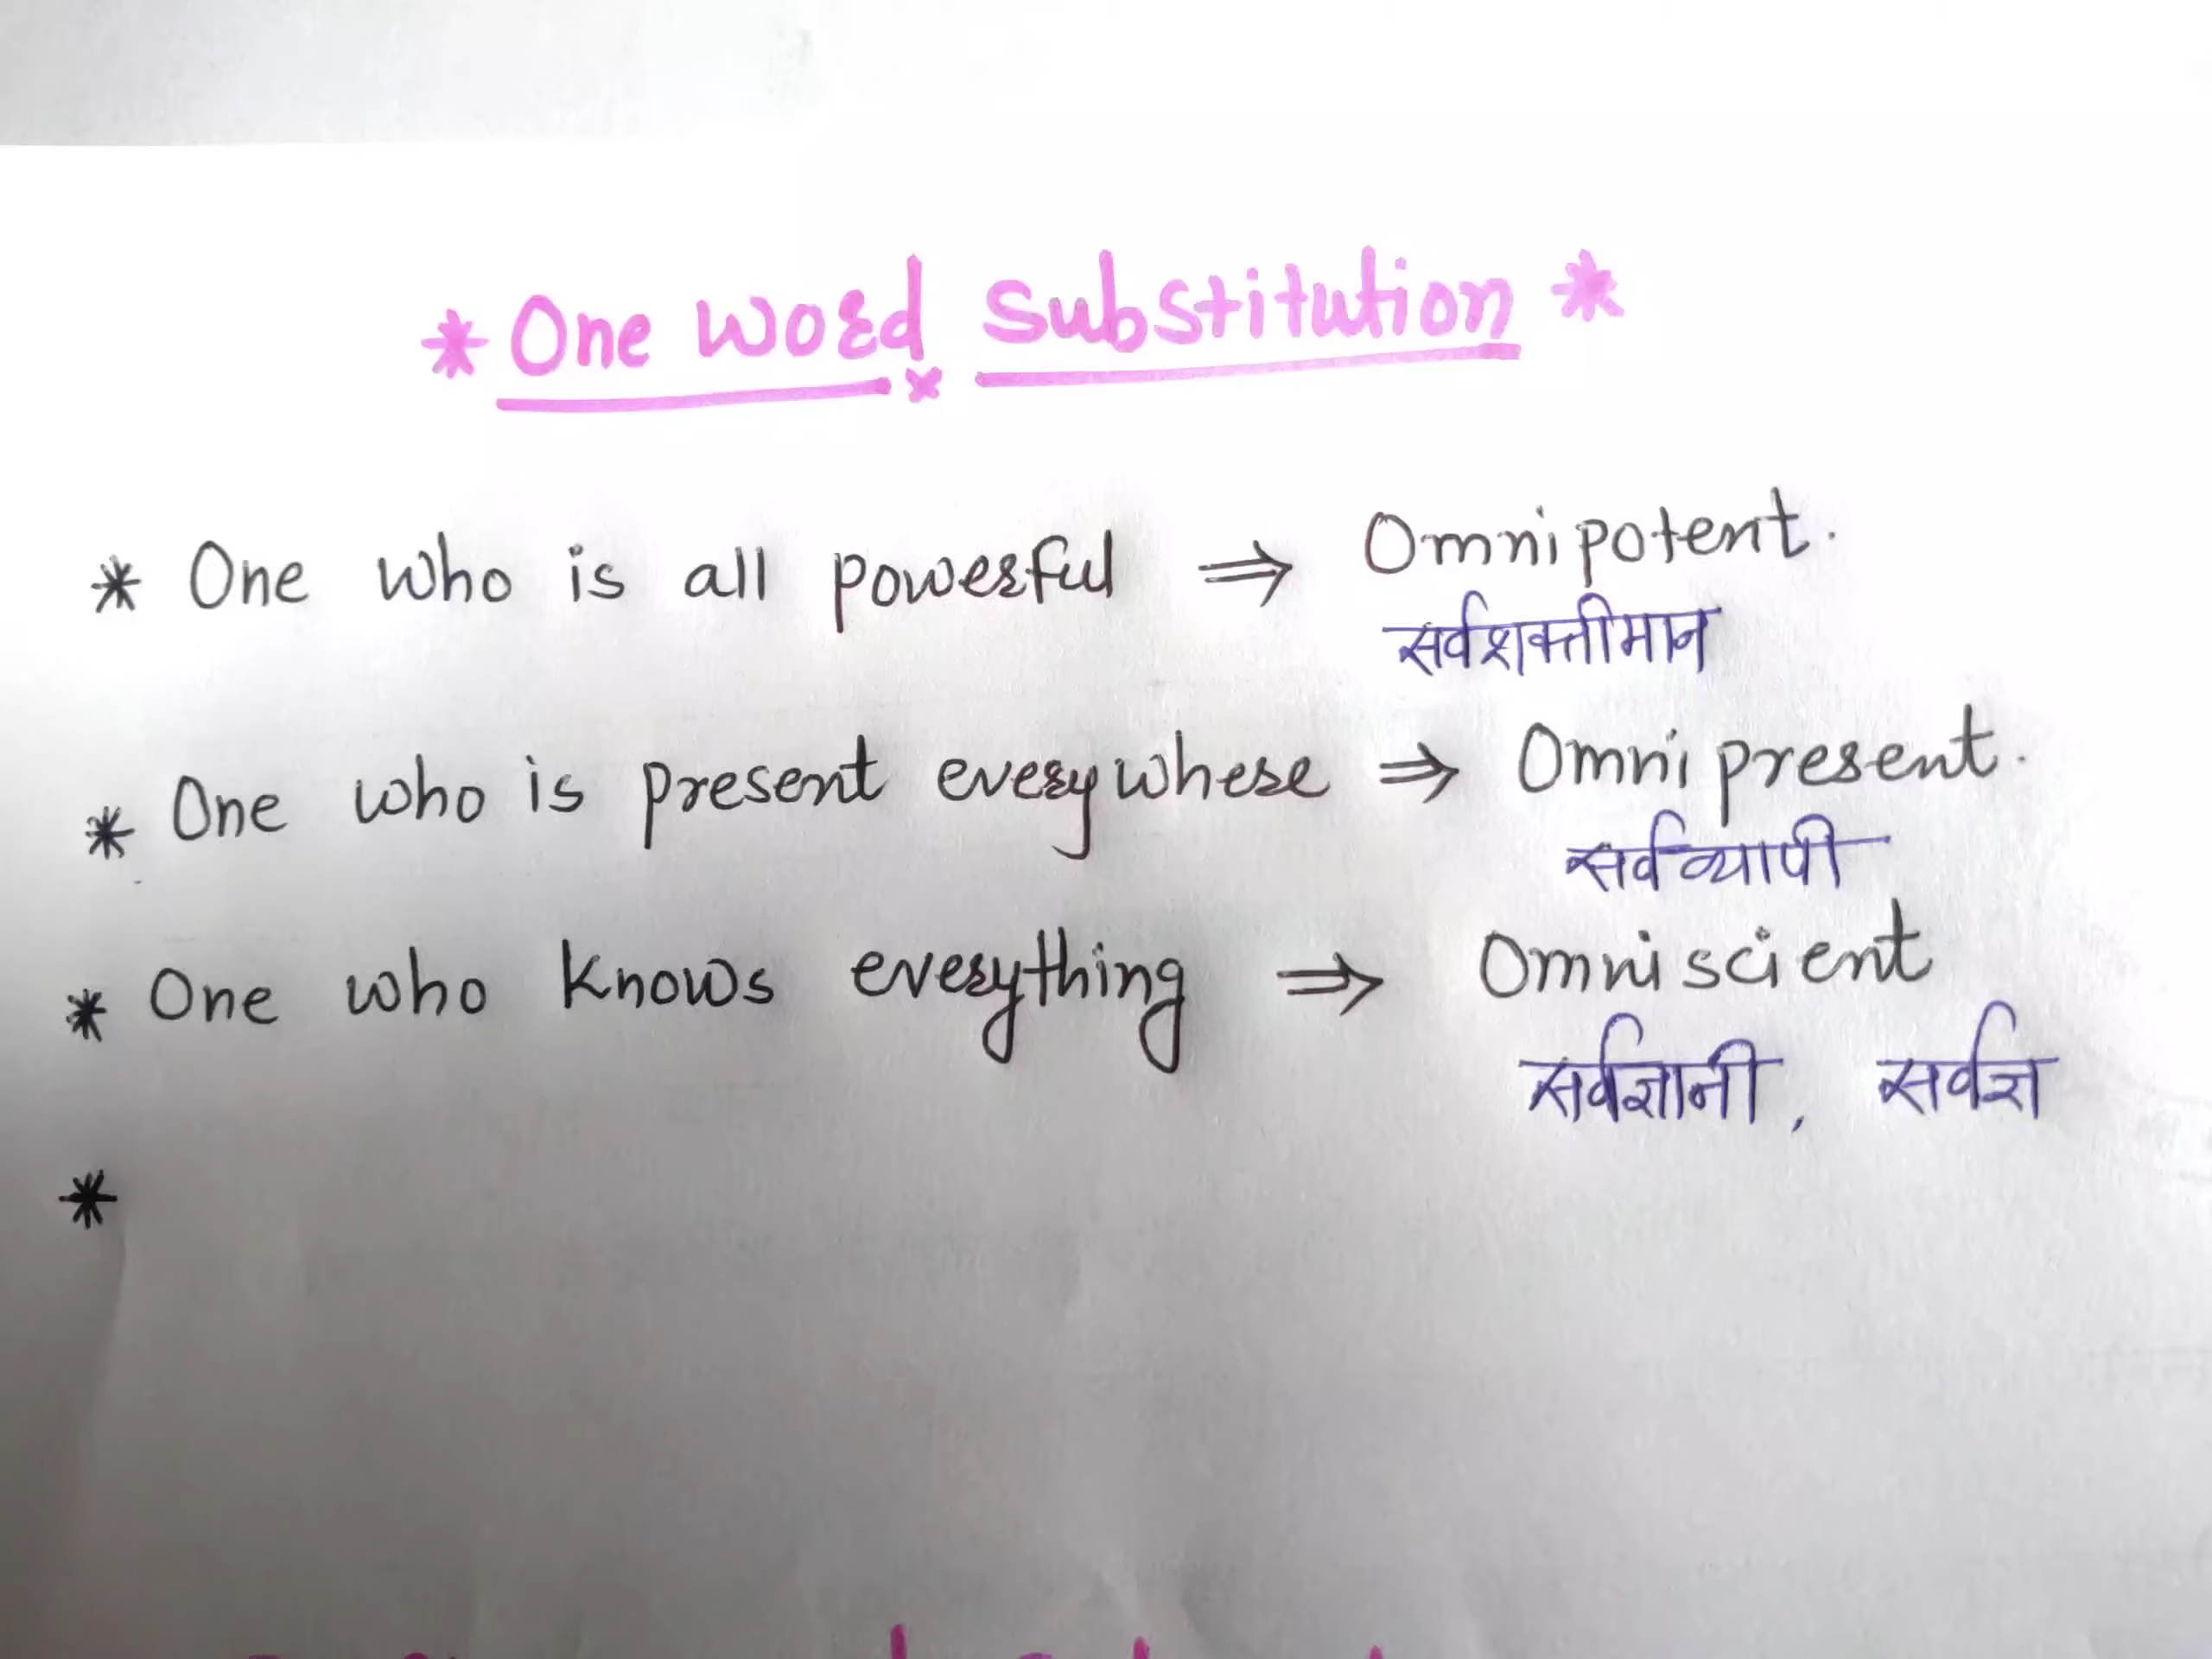 * One word substitution *
* One who is all powerful ⇒ Omnipotent.
सर्वशक्तीमान
* One who is present everywhere ⇒ Omnipresent.
सर्वव्यापी
* One who knows everything ⇒ Omniscient
सर्वज्ञानी, सर्वज्ञ
*